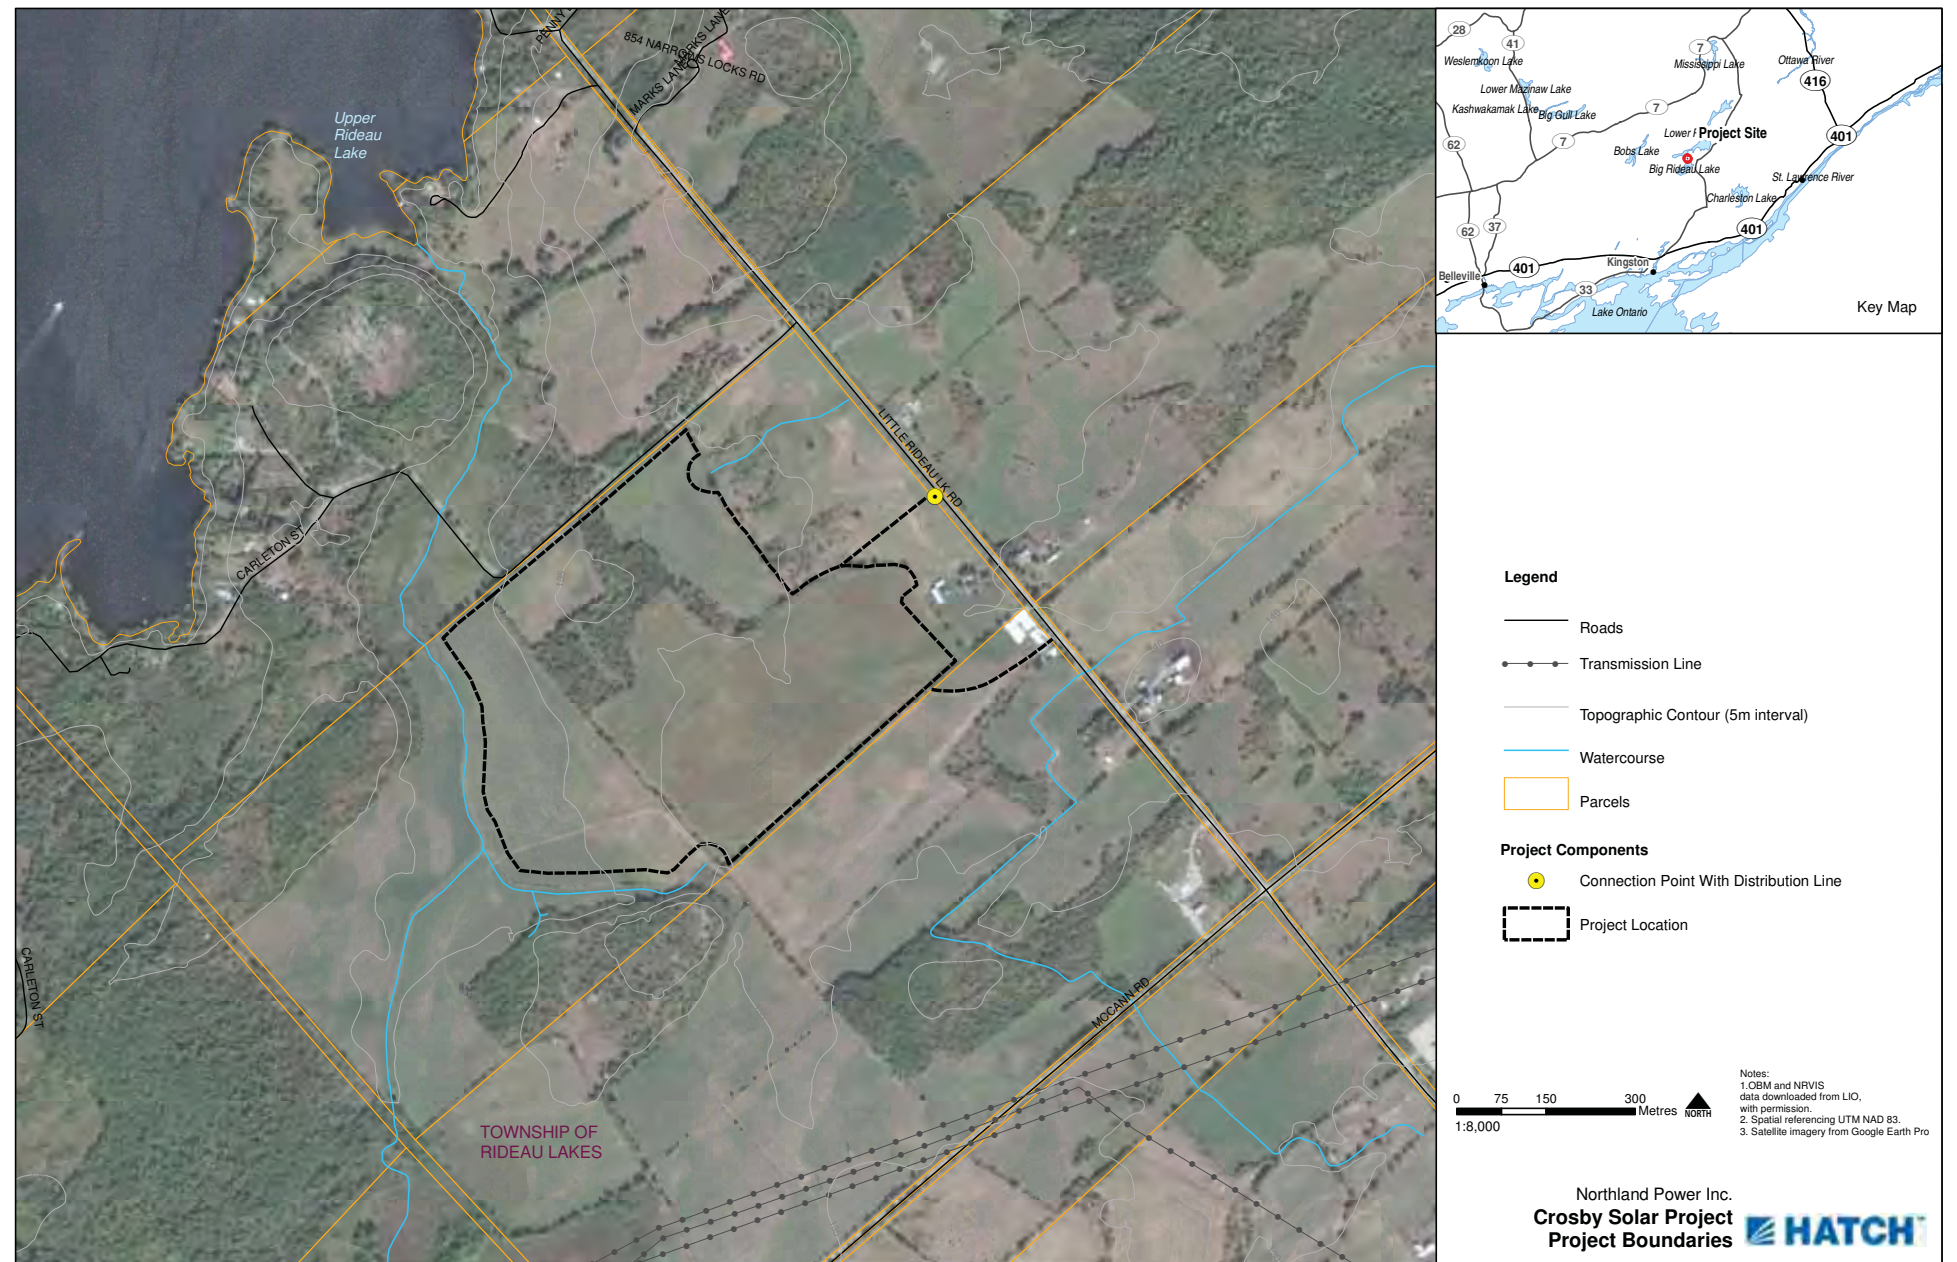 PENNY
854 NARROWS LOCKS RD
MARKS LANE
MARKS LANE
Upper
Rideau
Lake
LITTLE RIDEAU LK RD
CARLETON ST
CARLETON ST
MCCANN RD
TOWNSHIP OF
RIDEAU LAKES
28
41
7
Weslemkoon Lake
Mississippi Lake
Ottawa River
416
Lower Mazinaw Lake
Kashwakamak Lake
Big Gull Lake
7
401
62
7
Lower
Project Site
Bobs Lake
Big Rideau Lake
St. Lawrence River
Charleston Lake
62
37
401
401
Kingston
Belleville
33
Lake Ontario
Key Map
Legend
Roads
Transmission Line
Topographic Contour (5m interval)
Watercourse
Parcels
Project Components
Connection Point With Distribution Line
Project Location
0 75 150 300
Metres
NORTH
1:8,000
Notes:
1.OBM and NRVIS
data downloaded from LIO,
with permission.
2. Spatial referencing UTM NAD 83.
3. Satellite imagery from Google Earth Pro
Northland Power Inc.
Crosby Solar Project
Project Boundaries
HATCH